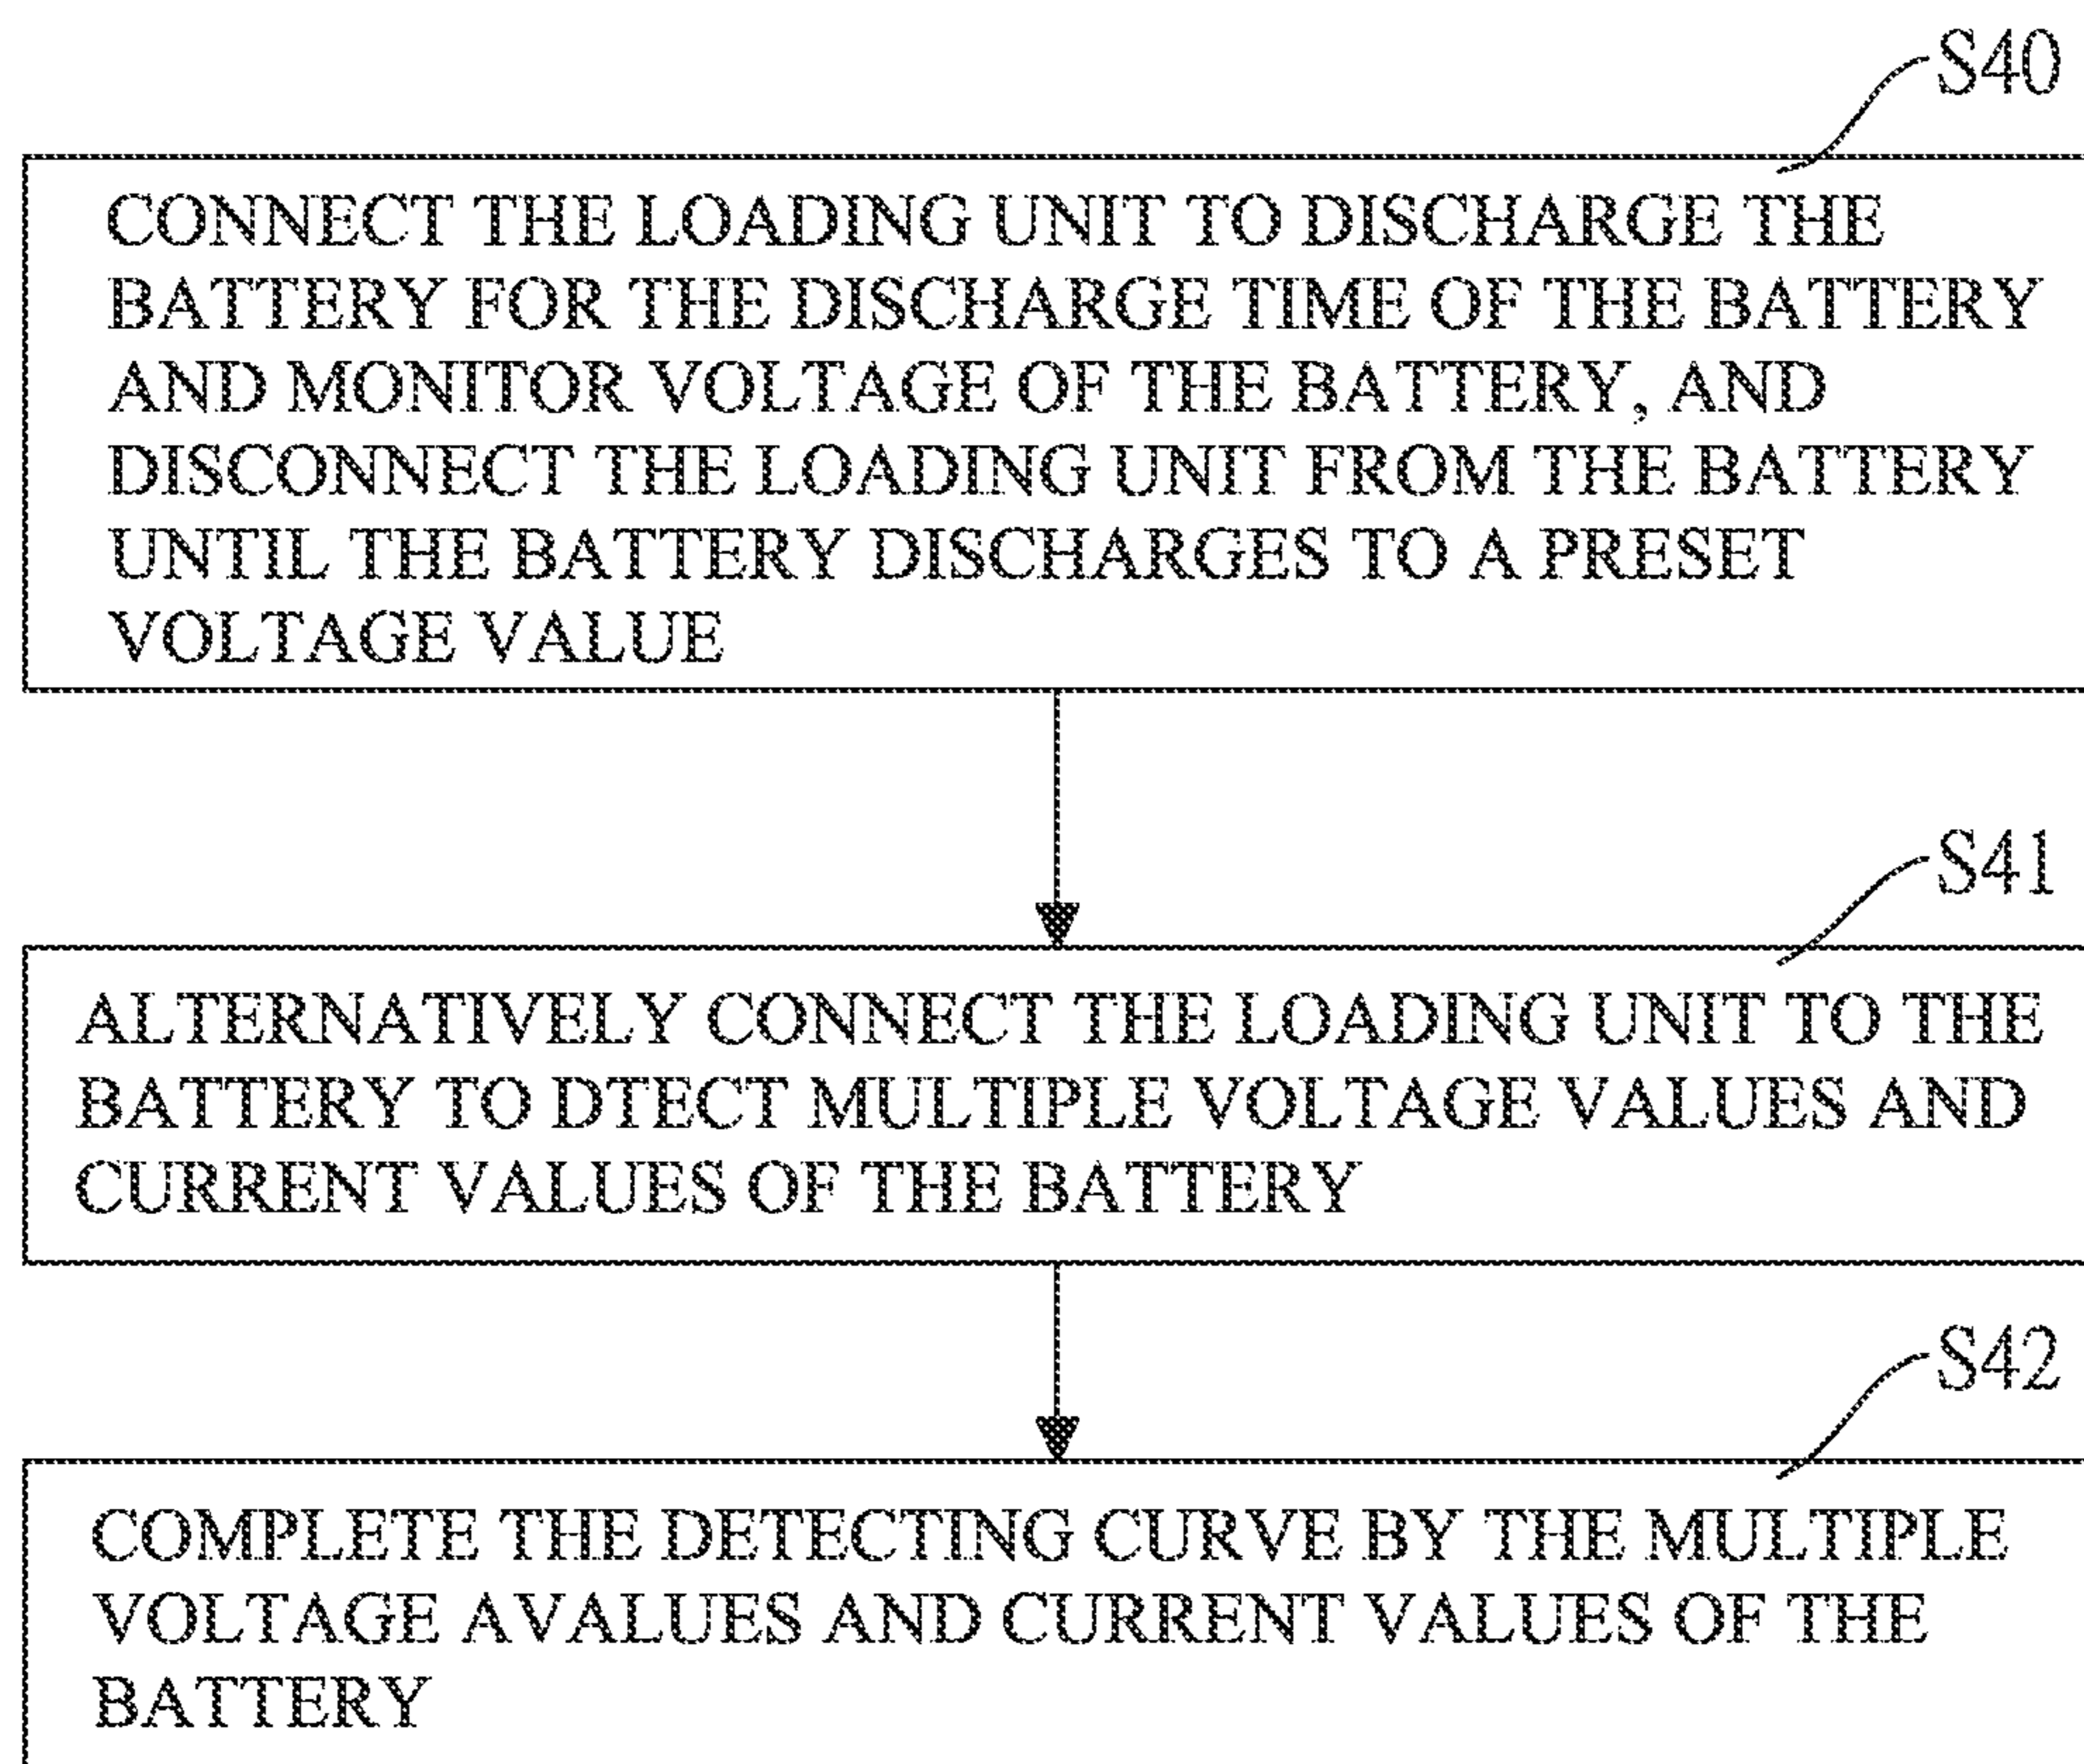 S40
CONNECT THE LOADING UNIT TO DISCHARGE THE
BATTERY FOR THE DISCHARGE TIME OF THE BATTERY
AND MONITOR VOLTAGE OF THE BATTERY, AND
DISCONNECT THE LOADING UNIT FROM THE BATTERY
UNTIL THE BATTERY DISCHARGES TO A PRESET
VOLTAGE VALUE
S41
ALTERNATIVELY CONNECT THE LOADING UNIT TO THE
BATTERY TO DTECT MULTIPLE VOLTAGE VALUES AND
CURRENT VALUES OF THE BATTERY
S42
COMPLETE THE DETECTING CURVE BY THE MULTIPLE
VOLTAGE AVALUES AND CURRENT VALUES OF THE
BATTERY